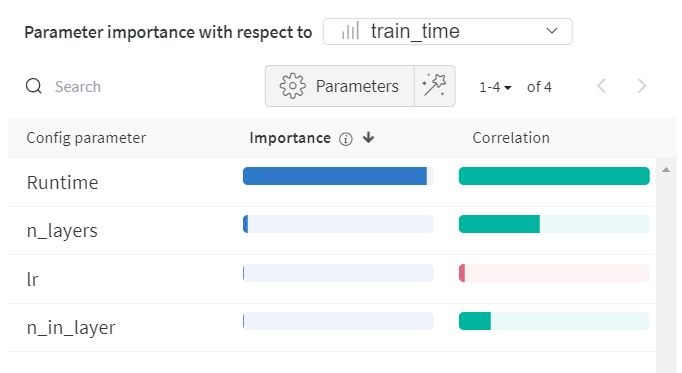 Parameter importance with respect to train_time
Search Parameters 1-4 of 4
Config parameter Importance Correlation
Runtime
n_layers
lr
n_in_layer